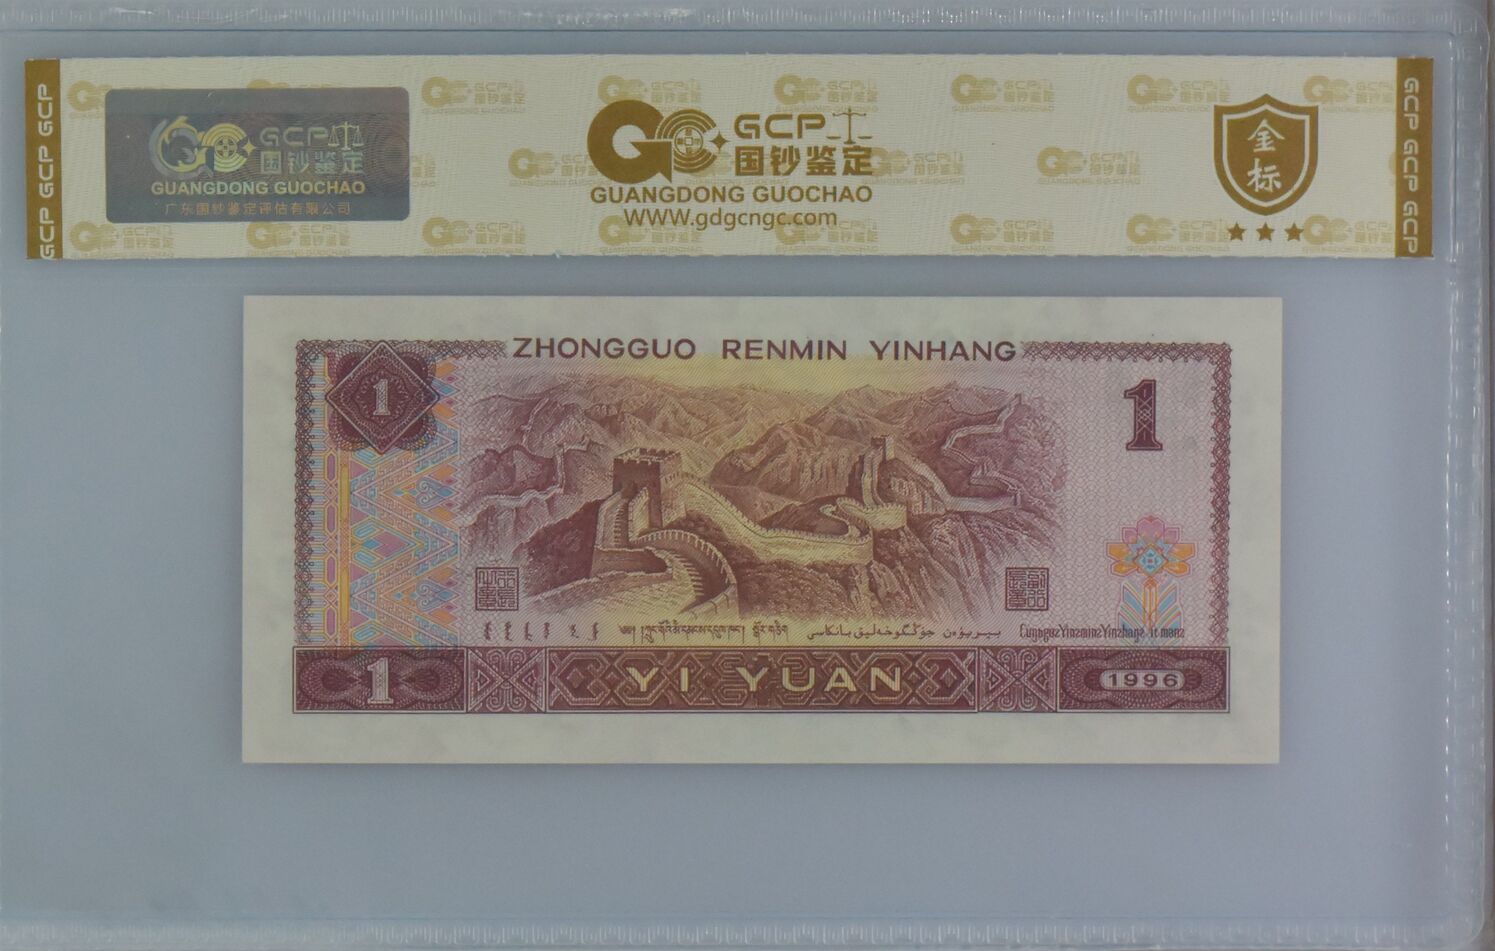 GCP GCP GCP
GCP
国钞鉴定
GUANGDONG GUOCHAO
广东国钞鉴定评估有限公司
GCP
国钞鉴定
GUANGDONG GUOCHAO
WWW.gdgcngc.com
金标
GCP GCP GCP
ZHONGGUO RENMIN YINHANG
1
1
1
YI YUAN
1996